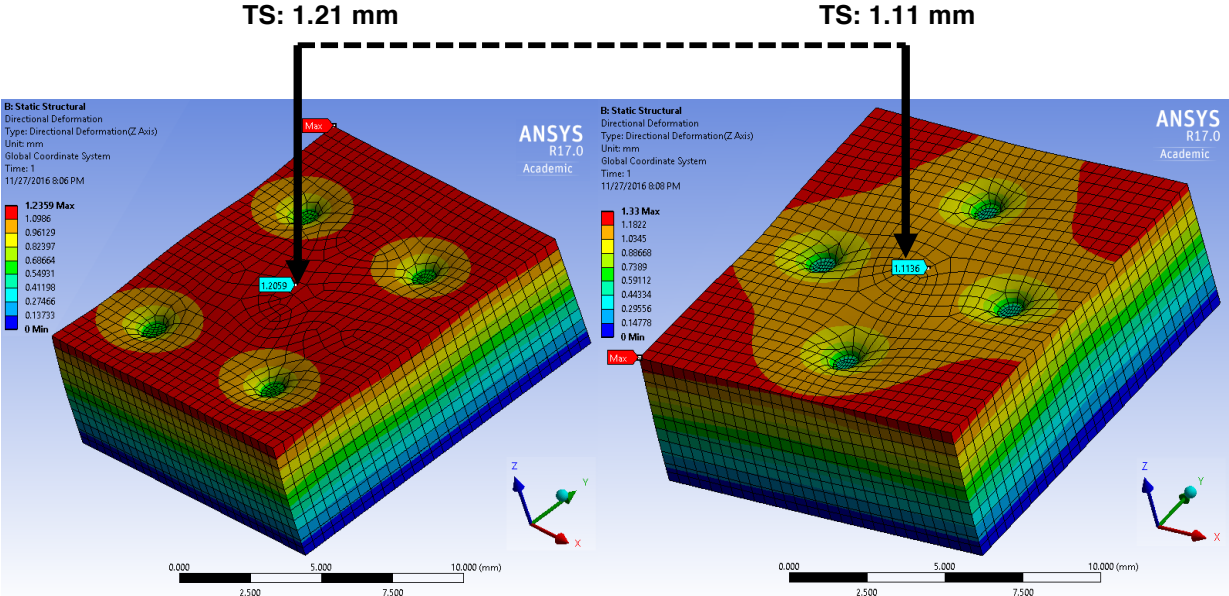 TS: 1.21 mm
TS: 1.11 mm
B: Static Structural
Directional Deformation
Type: Directional Deformation(Z Axis)
Unit: mm
Global Coordinate System
Time: 1
11/27/2016 8:06 PM
1.2359 Max
1.0986
0.96129
0.82397
0.68664
0.54931
0.41198
0.27466
0.13733
0 Min
Max
ANSYS
R17.0
Academic
1.2059
Z
Y
X
0.000
5.000
10.000 (mm)
2.500
7.500
B: Static Structural
Directional Deformation
Type: Directional Deformation(Z Axis)
Unit: mm
Global Coordinate System
Time: 1
11/27/2016 8:08 PM
1.33 Max
1.1822
1.0345
0.88668
0.7389
0.59112
0.44334
0.29556
0.14778
0 Min
Max
ANSYS
R17.0
Academic
1.1136
Z
Y
X
0.000
5.000
10.000 (mm)
2.500
7.500